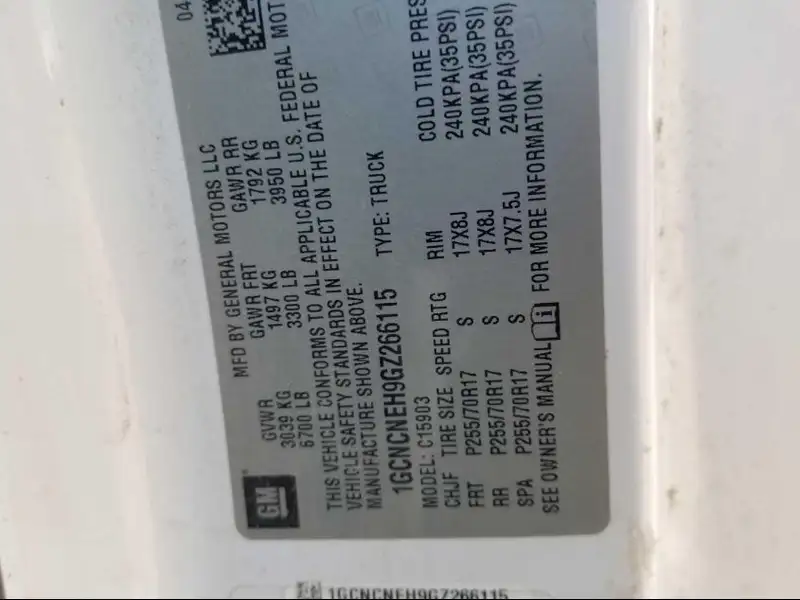 04
GM
MFD BY GENERAL MOTORS LLC
GVWR GAWR FRT GAWR RR
3039 KG 1497 KG 1792 KG
6700 LB 3300 LB 3950 LB
THIS VEHICLE CONFORMS TO ALL APPLICABLE U.S. FEDERAL MOT
VEHICLE SAFETY STANDARDS IN EFFECT ON THE DATE OF
MANUFACTURE SHOWN ABOVE.
1GCNCNEH9GZ266115 TYPE: TRUCK
MODEL: C15903
CHJF TIRE SIZE SPEED RTG RIM COLD TIRE PRES
FRT P255/70R17 S 17X8J 240KPA(35PSI)
RR P255/70R17 S 17X8J 240KPA(35PSI)
SPA P255/70R17 S 17X7.5J 240KPA(35PSI)
SEE OWNER'S MANUAL i FOR MORE INFORMATION.
1GCNCNEH9GZ266115